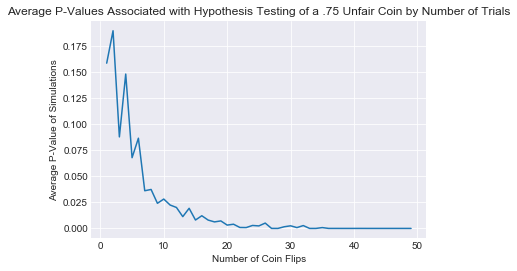 Average P-Values Associated with Hypothesis Testing of a .75 Unfair Coin by Number of Trials
0.175
0.150
0.125
0.100
0.075
0.050
0.025
0.000
Average P-Value of Simulations
0 10 20 30 40 50
Number of Coin Flips